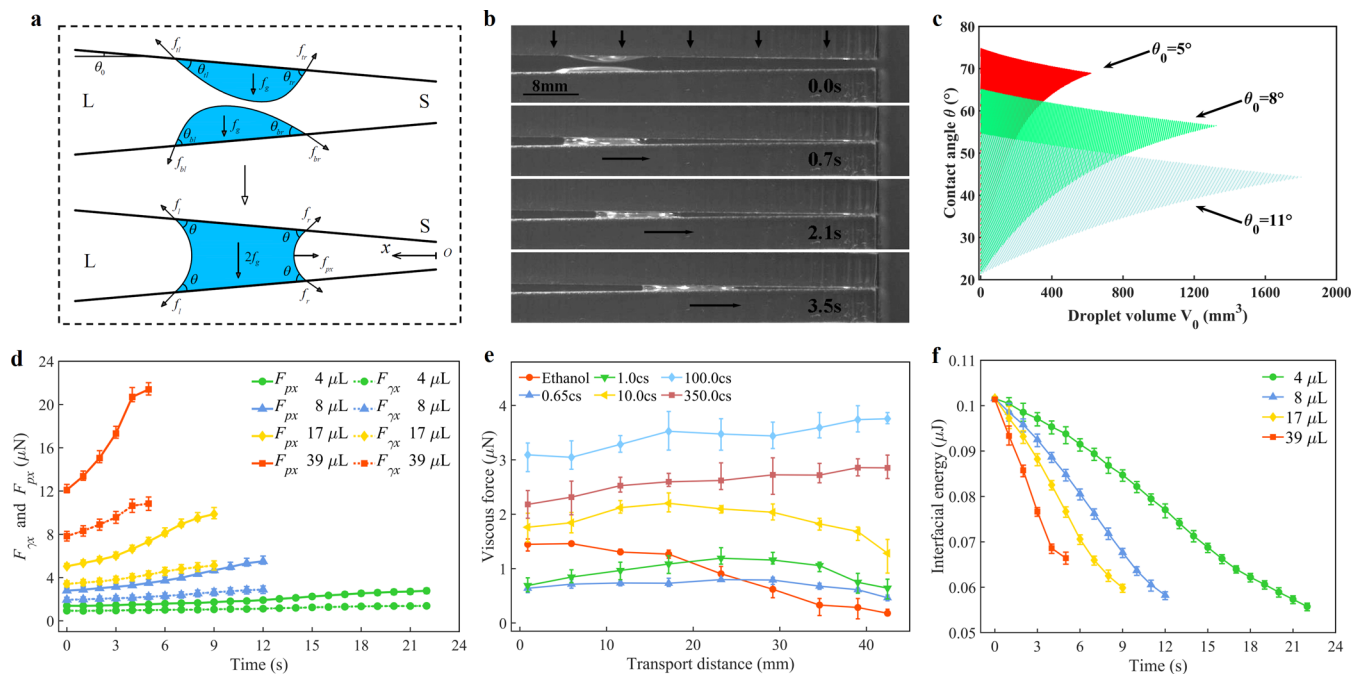 a
f_tl
f_tr
θ_0
θ_tl
θ_tr
f_g
L
S
f_g
θ_bl
θ_br
f_bl
f_br
f_l
f_r
S
θ
θ
L
2f_g
f_px
x
O
θ
θ
f_l
f_r
b
8mm
0.0s
0.7s
2.1s
3.5s
c
Contact angle θ (°)
80
70
60
50
40
30
20
θ_0=5°
θ_0=8°
θ_0=11°
0
400
800
1200
1600
2000
Droplet volume V_0 (mm³)
d
F_γx and F_px (μN)
24
20
16
12
8
4
0
F_px 4 μL
F_γx 4 μL
F_px 8 μL
F_γx 8 μL
F_px 17 μL
F_γx 17 μL
F_px 39 μL
F_γx 39 μL
0
3
6
9
12
15
18
21
24
Time (s)
e
Viscous force (μN)
4
3
2
1
0
Ethanol
1.0cs
100.0cs
0.65cs
10.0cs
350.0cs
0
10
20
30
40
Transport distance (mm)
f
Interfacial energy (μJ)
0.11
0.1
0.09
0.08
0.07
0.06
0.05
4 μL
8 μL
17 μL
39 μL
0
3
6
9
12
15
18
21
24
Time (s)